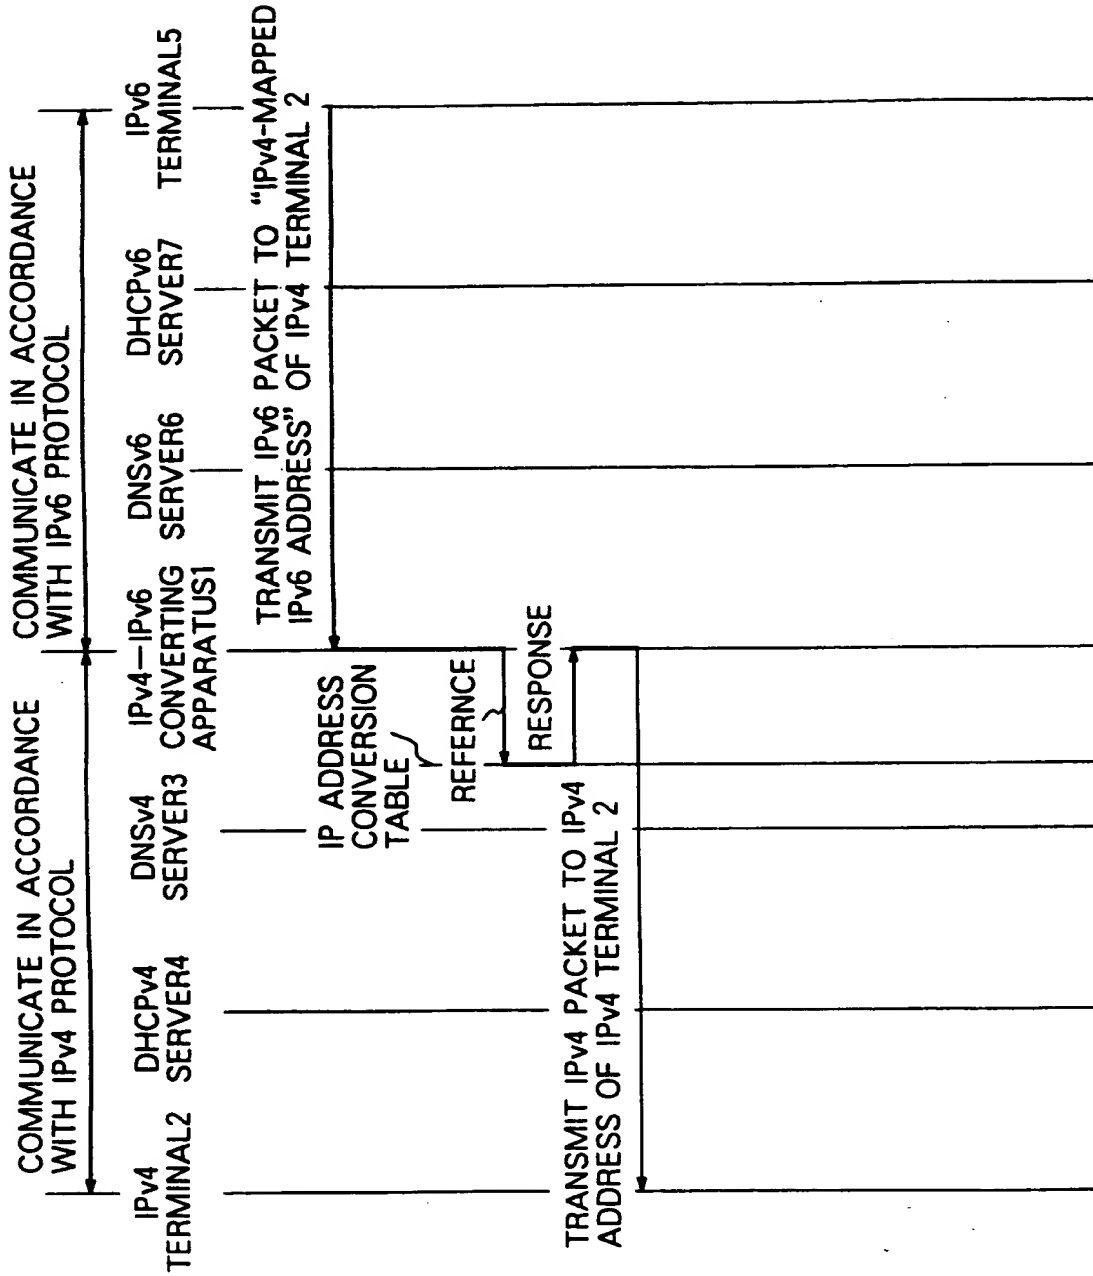 COMMUNICATE IN ACCORDANCE
WITH IPv4 PROTOCOL
COMMUNICATE IN ACCORDANCE
WITH IPv6 PROTOCOL
IPv4
TERMINAL2
DHCPv4
SERVER4
DNSv4
SERVER3
IPv4—IPv6
CONVERTING
APPARATUS1
DNSv6
SERVER6
DHCPv6
SERVER7
IPv6
TERMINAL5
TRANSMIT IPv6 PACKET TO "IPv4-MAPPED
IPv6 ADDRESS" OF IPv4 TERMINAL 2
IP ADDRESS
CONVERSION
TABLE
REFERNCE
RESPONSE
TRANSMIT IPv4 PACKET TO IPv4
ADDRESS OF IPv4 TERMINAL 2